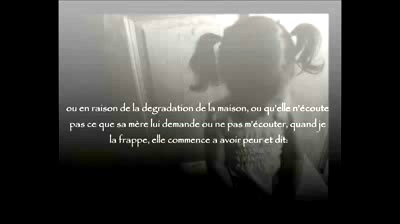 ou en raison de la degradation de la maison, ou qu'elle n'écoute
pas ce que sa mère lui demande ou ne pas m'écouter, quand je
la frappe, elle commence a avoir peur et dit: